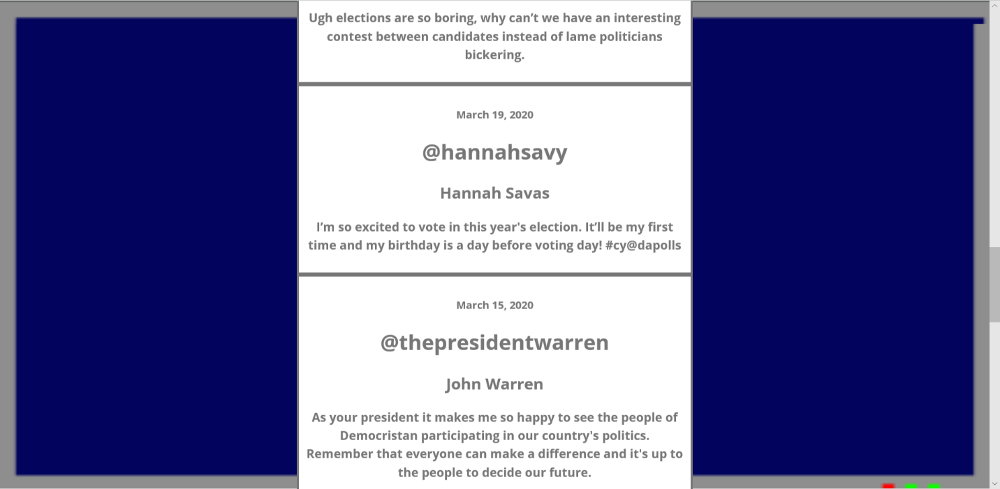 Ugh elections are so boring, why can’t we have an interesting
contest between candidates instead of lame politicians
bickering.
March 19, 2020
@hannahsavy
Hannah Savas
I’m so excited to vote in this year's election. It’ll be my first
time and my birthday is a day before voting day! #cy@dapolls
March 15, 2020
@thepresidentwarren
John Warren
As your president it makes me so happy to see the people of
Democristan participating in our country's politics.
Remember that everyone can make a difference and it's up to
the people to decide our future.